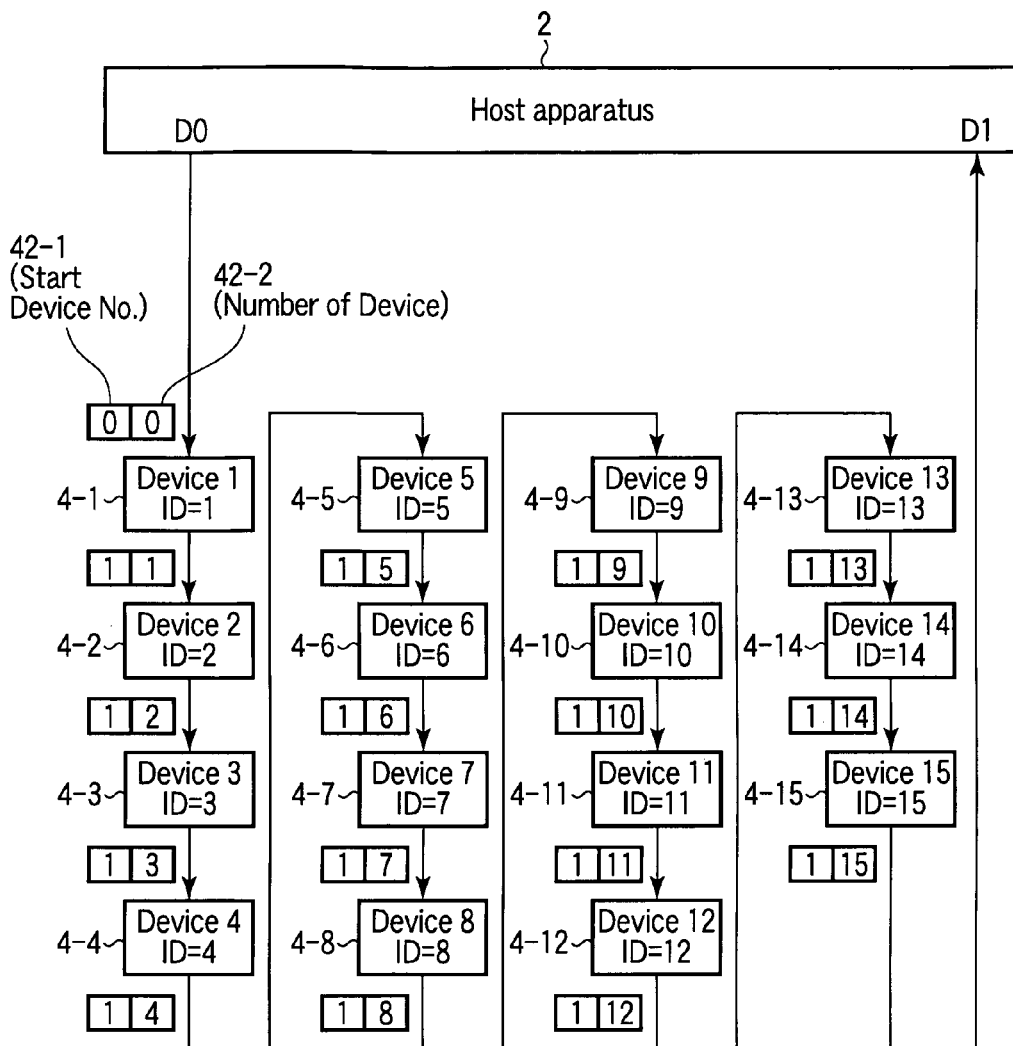 2
Host apparatus
D0
D1
42-1
(Start
Device No.)
42-2
(Number of Device)
0 0
4-1
Device 1
ID=1
1 1
4-2
Device 2
ID=2
1 2
4-3
Device 3
ID=3
1 3
4-4
Device 4
ID=4
1 4
4-5
Device 5
ID=5
1 5
4-6
Device 6
ID=6
1 6
4-7
Device 7
ID=7
1 7
4-8
Device 8
ID=8
1 8
4-9
Device 9
ID=9
1 9
4-10
Device 10
ID=10
1 10
4-11
Device 11
ID=11
1 11
4-12
Device 12
ID=12
1 12
4-13
Device 13
ID=13
1 13
4-14
Device 14
ID=14
1 14
4-15
Device 15
ID=15
1 15